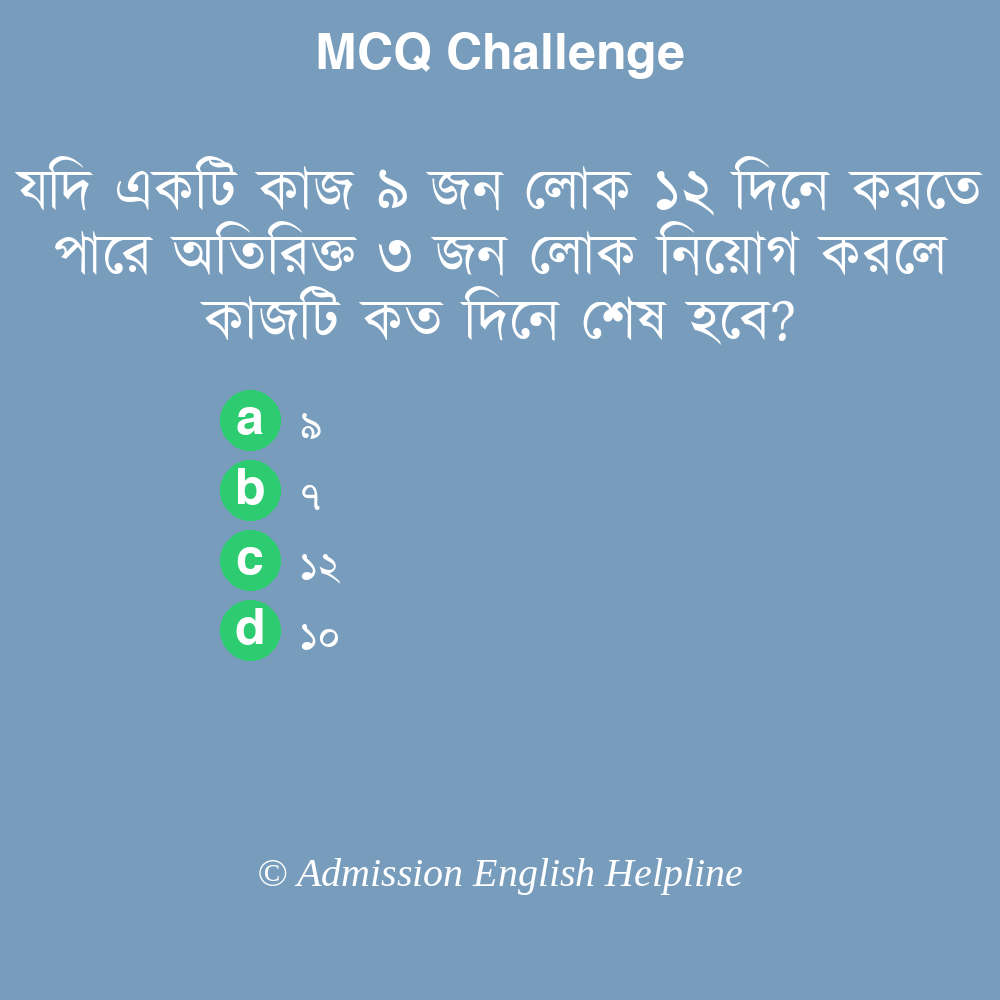 MCQ Challenge
যদি একটি কাজ ৯ জন লোক ১২ দিনে করতে
পারে অতিরিক্ত ৩ জন লোক নিয়োগ করলে
কাজটি কত দিনে শেষ হবে?
a ৯
b ৭
c ১২
d ১০
© Admission English Helpline